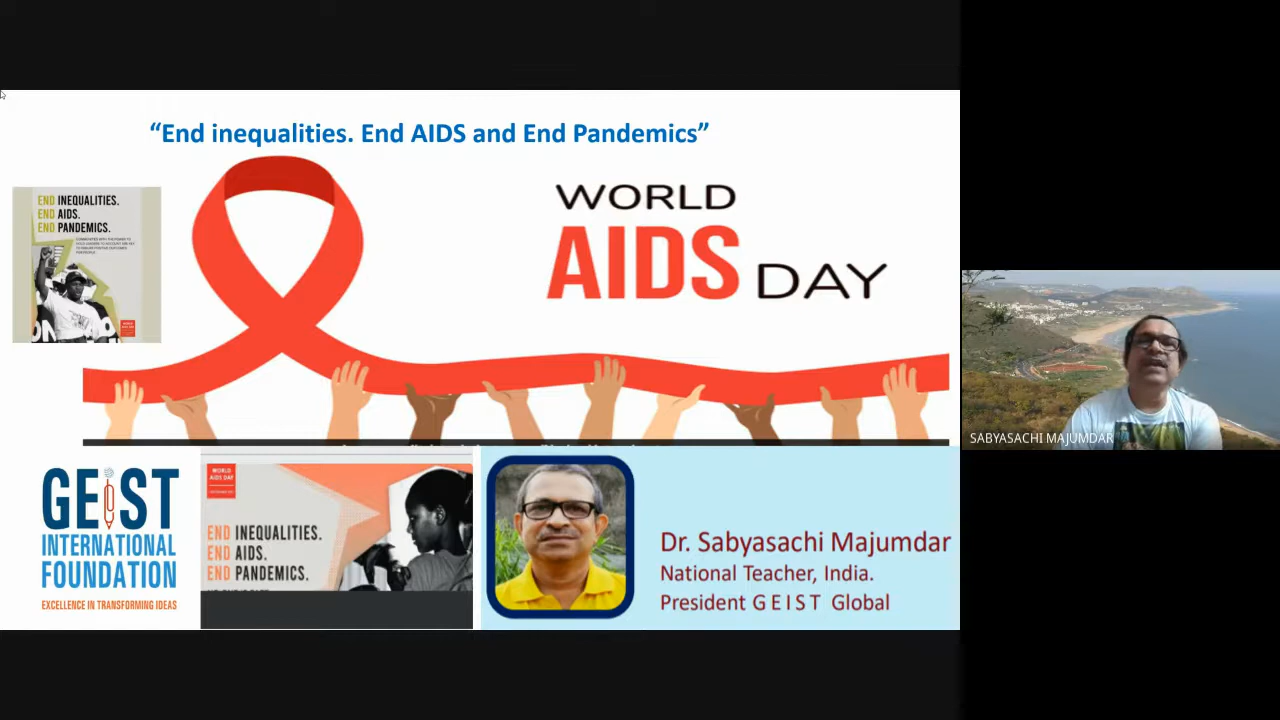 “End inequalities. End AIDS and End Pandemics”
END INEQUALITIES.
END AIDS.
END PANDEMICS.
WORLD
AIDS DAY
GEIST
INTERNATIONAL
FOUNDATION
EXCELLENCE IN TRANSFORMING IDEAS
WORLD
AIDS DAY
END INEQUALITIES.
END AIDS.
END PANDEMICS.
Dr. Sabyasachi Majumdar
National Teacher, India.
President G E I S T Global
SABYASACHI MAJUMDAR